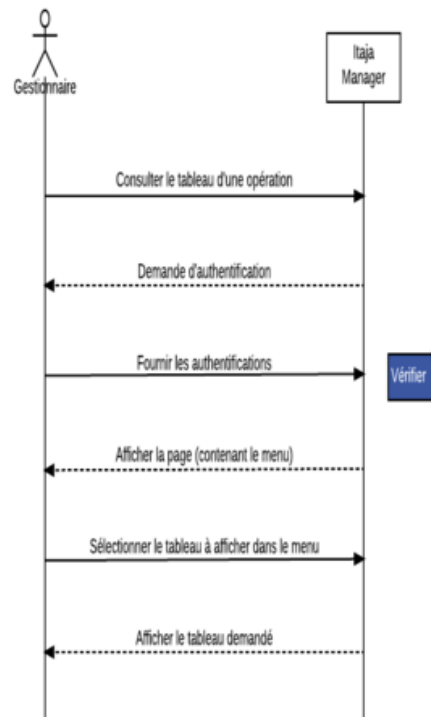 Gestionnaire
Itaja
Manager
Consulter le tableau d'une opération
Demande d'authentification
Fournir les authentifications
Vérifier
Afficher la page (contenant le menu)
Sélectionner le tableau à afficher dans le menu
Afficher le tableau demandé